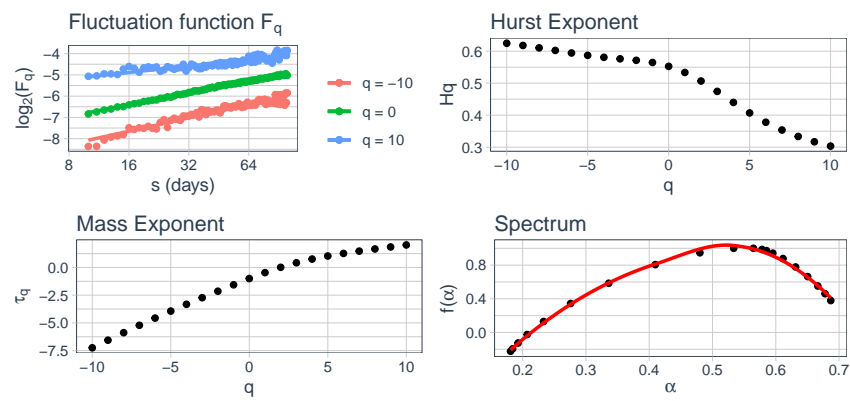 Fluctuation function Fq
log2(Fq)
−4
−5
−6
−7
−8
8 16 32 64
s (days)
q = −10
q = 0
q = 10
Hurst Exponent
Hq
0.6
0.5
0.4
0.3
−10 −5 0 5 10
q
Mass Exponent
τq
0.0
−2.5
−5.0
−7.5
−10 −5 0 5 10
q
Spectrum
f(α)
0.8
0.4
0.0
0.2 0.3 0.4 0.5 0.6 0.7
α